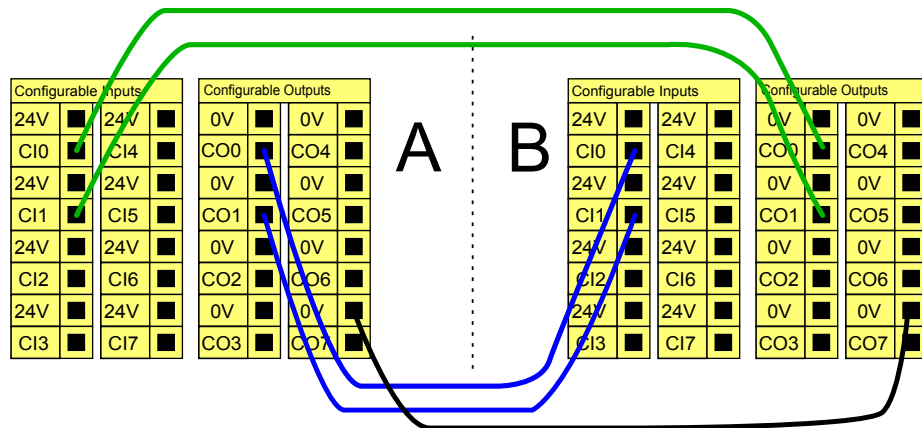 Configurable Inputs
24V 24V
CI0 CI4
24V 24V
CI1 CI5
24V 24V
CI2 CI6
24V 24V
CI3 CI7
Configurable Outputs
0V 0V
CO0 CO4
0V 0V
CO1 CO5
0V 0V
CO2 CO6
0V 0V
CO3 CO7
A
B
Configurable Inputs
24V 24V
CI0 CI4
24V 24V
CI1 CI5
24V 24V
CI2 CI6
24V 24V
CI3 CI7
Configurable Outputs
0V 0V
CO0 CO4
0V 0V
CO1 CO5
0V 0V
CO2 CO6
0V 0V
CO3 CO7